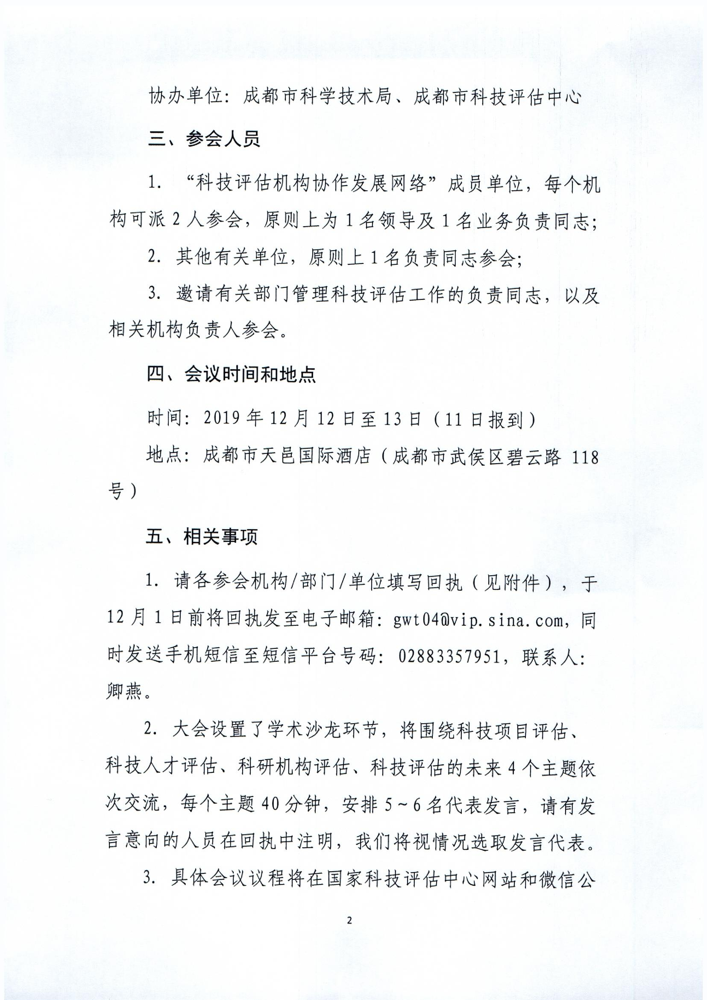 协办单位：成都市科学技术局、成都市科技评估中心
三、参会人员
1. “科技评估机构协作发展网络”成员单位，每个机
构可派 2 人参会，原则上为 1 名领导及 1 名业务负责同志；
2. 其他有关单位，原则上 1 名负责同志参会；
3. 邀请有关部门管理科技评估工作的负责同志，以及
相关机构负责人参会。
四、会议时间和地点
时间：2019 年 12 月 12 日至 13 日（11 日报到）
地点：成都市天邑国际酒店（成都市武侯区碧云路 118
号）
五、相关事项
1. 请各参会机构/部门/单位填写回执（见附件），于
12 月 1 日前将回执发至电子邮箱：gwt04@vip.sina.com，同
时发送手机短信至短信平台号码：02883357951，联系人：
卿燕。
2. 大会设置了学术沙龙环节，将围绕科技项目评估、
科技人才评估、科研机构评估、科技评估的未来 4 个主题依
次交流，每个主题 40 分钟，安排 5～6 名代表发言，请有发
言意向的人员在回执中注明，我们将视情况选取发言代表。
3. 具体会议议程将在国家科技评估中心网站和微信公
2